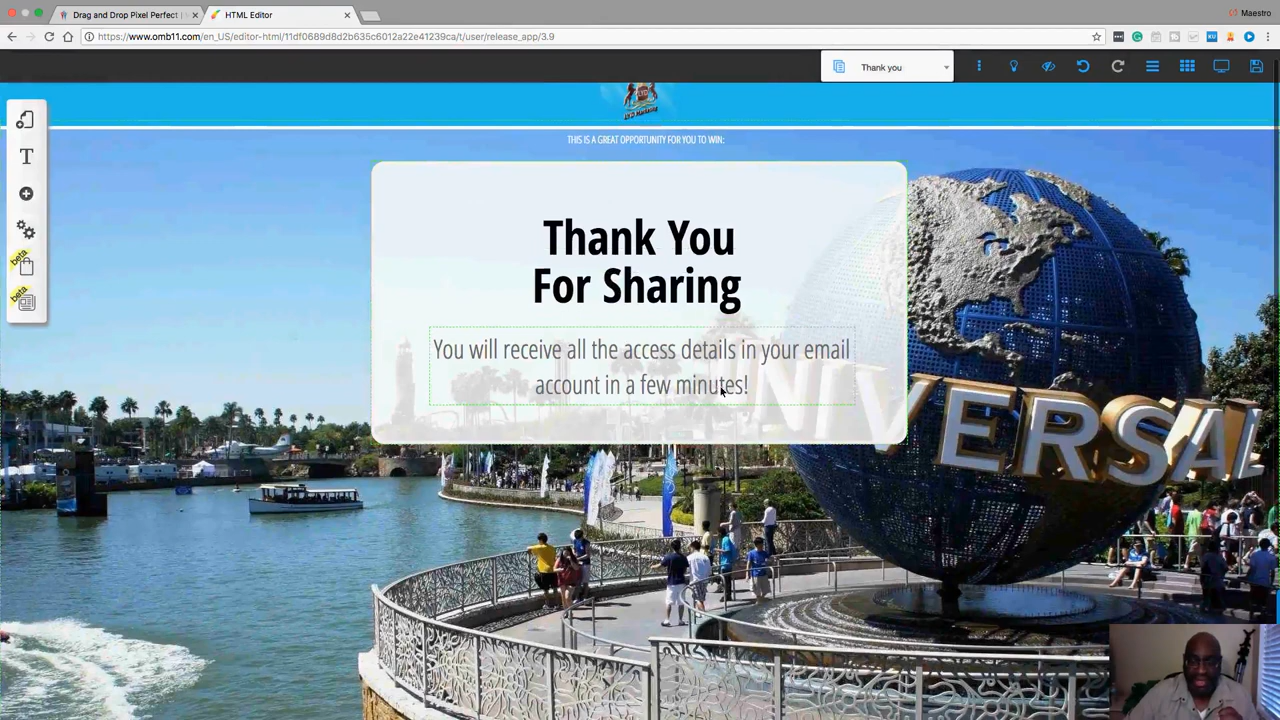 Drag and Drop Pixel Perfect |
HTML Editor
Maestro
https://www.omb11.com/en_US/editor-html/11df0689d8d2b635c6012a22e41239ca/t/user/release_app/3.9
Thank you
THIS IS A GREAT OPPORTUNITY FOR YOU TO WIN:
T
beta
beta
Thank You
For Sharing
You will receive all the access details in your email
account in a few minutes!
UNIVERSAL